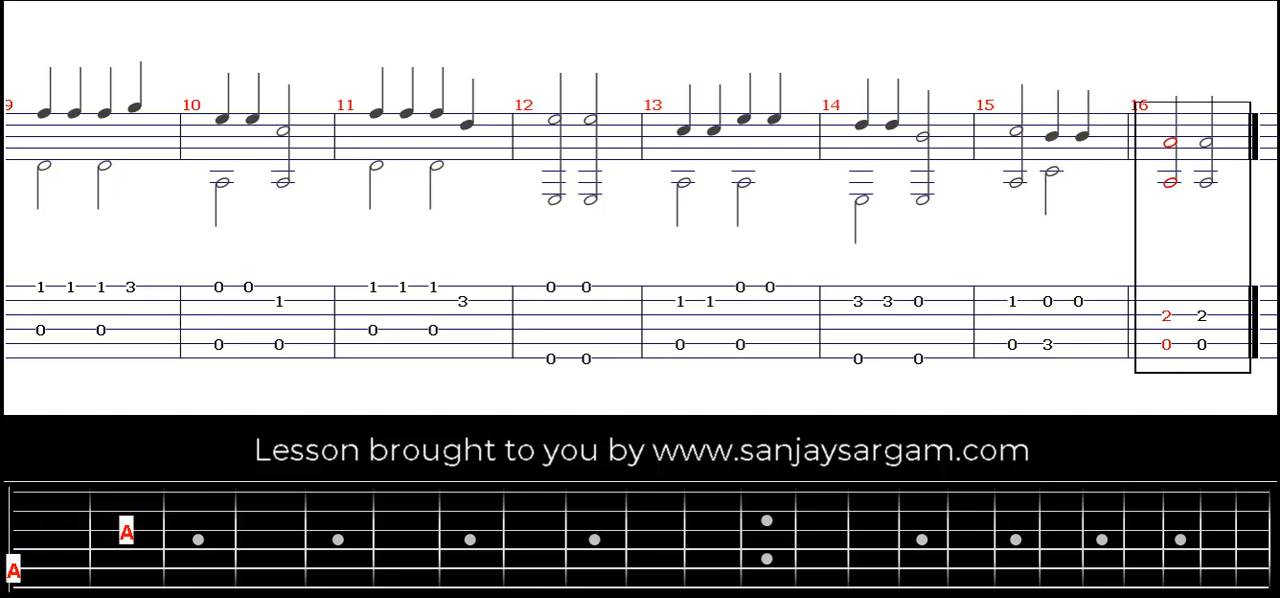 9 10 11 12 13 14 15 16
1 1 1 3 0 0 1 1 1 3 0 0 1 1 0 0 3 3 0 1 0 0 2 2
0 0 0 0 0 0 0 0 0 0 0 0 0 3 0 0
Lesson brought to you by www.sanjaysargam.com
A
A